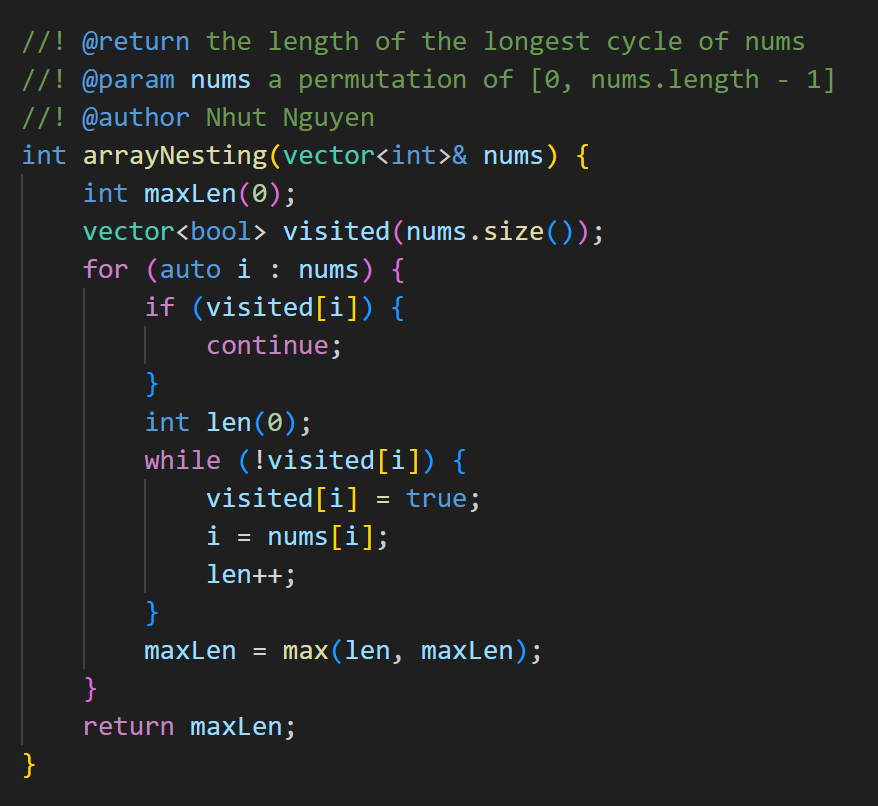 //! @return the length of the longest cycle of nums
//! @param nums a permutation of [0, nums.length - 1]
//! @author Nhut Nguyen
int arrayNesting(vector<int>& nums) {
    int maxLen(0);
    vector<bool> visited(nums.size());
    for (auto i : nums) {
        if (visited[i]) {
            continue;
        }
        int len(0);
        while (!visited[i]) {
            visited[i] = true;
            i = nums[i];
            len++;
        }
        maxLen = max(len, maxLen);
    }
    return maxLen;
}